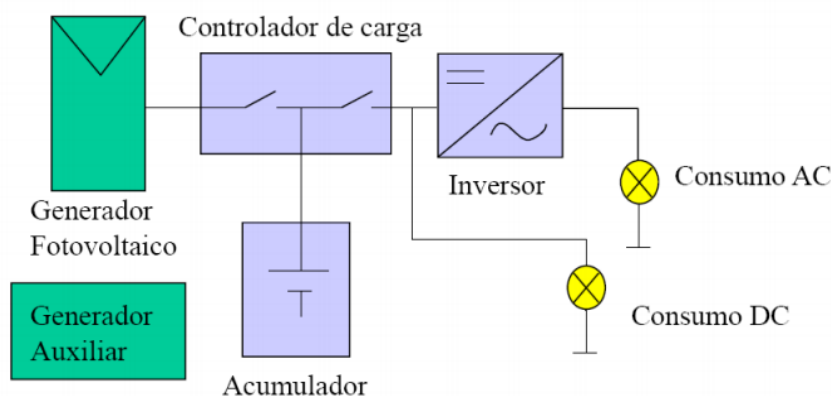 Controlador de carga
Generador
Fotovoltaico
Inversor
Consumo AC
Consumo DC
Generador
Auxiliar
Acumulador